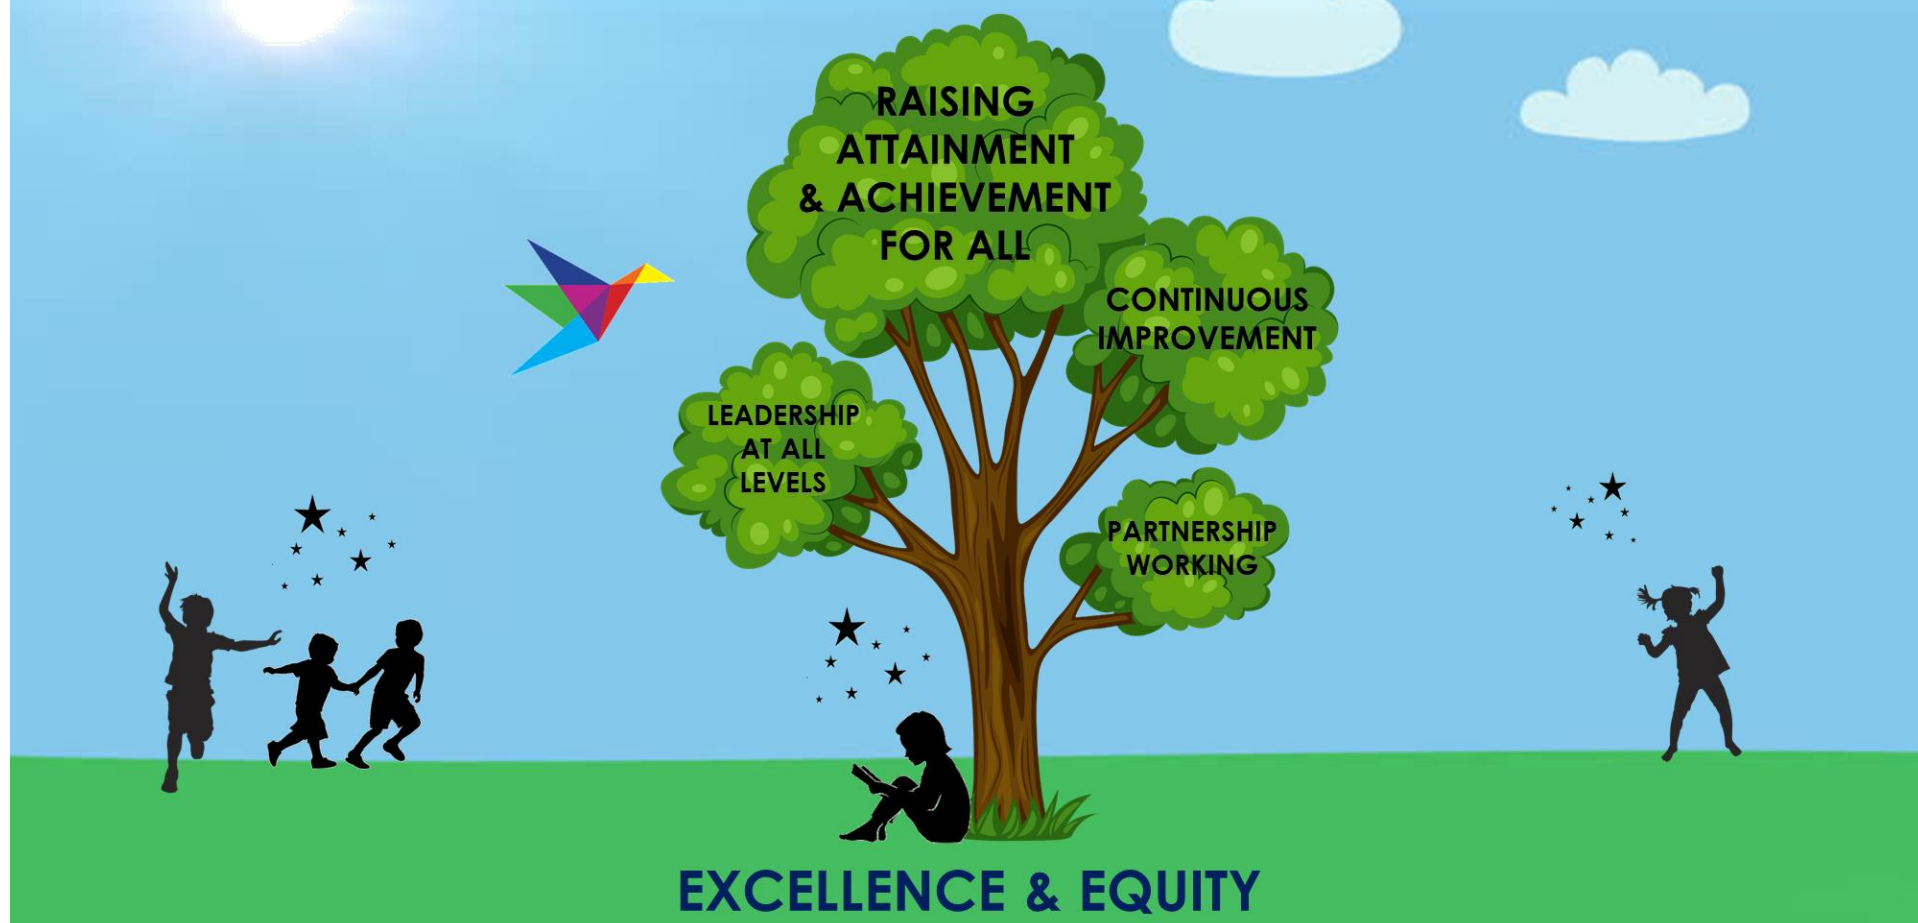 RAISING
ATTAINMENT
& ACHIEVEMENT
FOR ALL
CONTINUOUS
IMPROVEMENT
LEADERSHIP
AT ALL
LEVELS
PARTNERSHIP
WORKING
EXCELLENCE & EQUITY